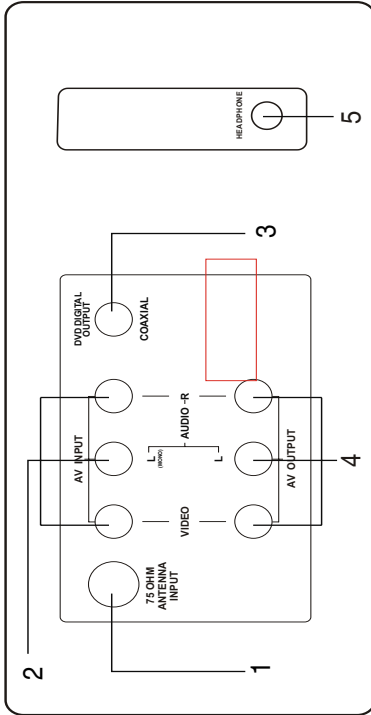 2
3
AV INPUT
DVD DIGITAL
OUTPUT
COAXIAL
75 OHM
ANTENNA
INPUT
VIDEO
L
(MONO)
AUDIO -R
L
AV OUTPUT
1
4
HEADPHONE
5